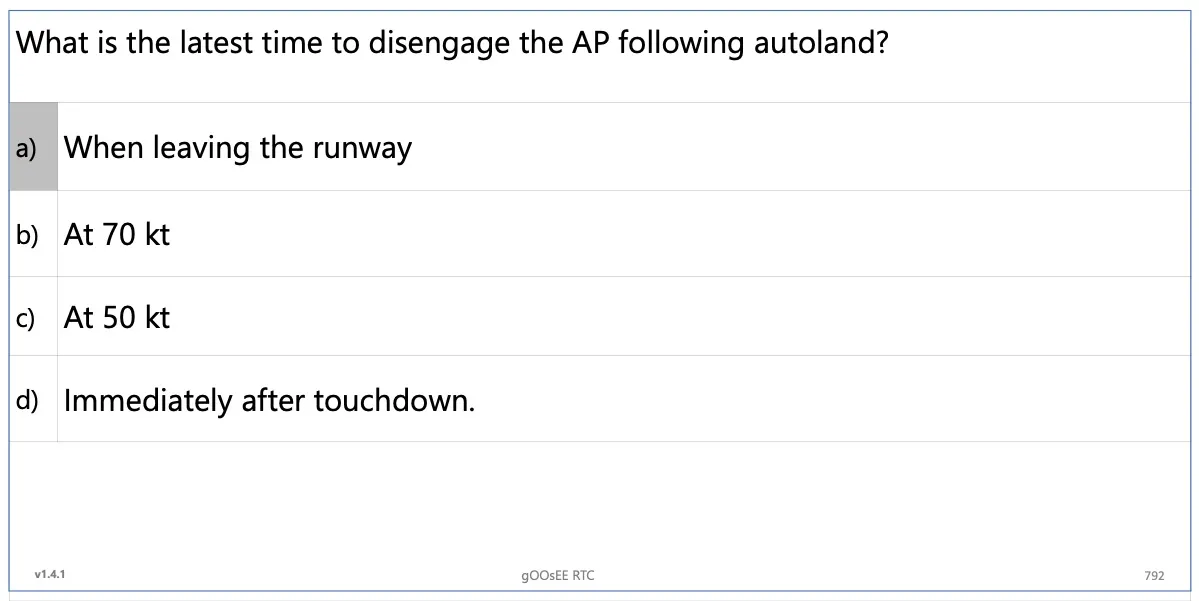 What is the latest time to disengage the AP following autoland?
a) When leaving the runway
b) At 70 kt
c) At 50 kt
d) Immediately after touchdown.
v1.4.1 gOOsEE RTC 792